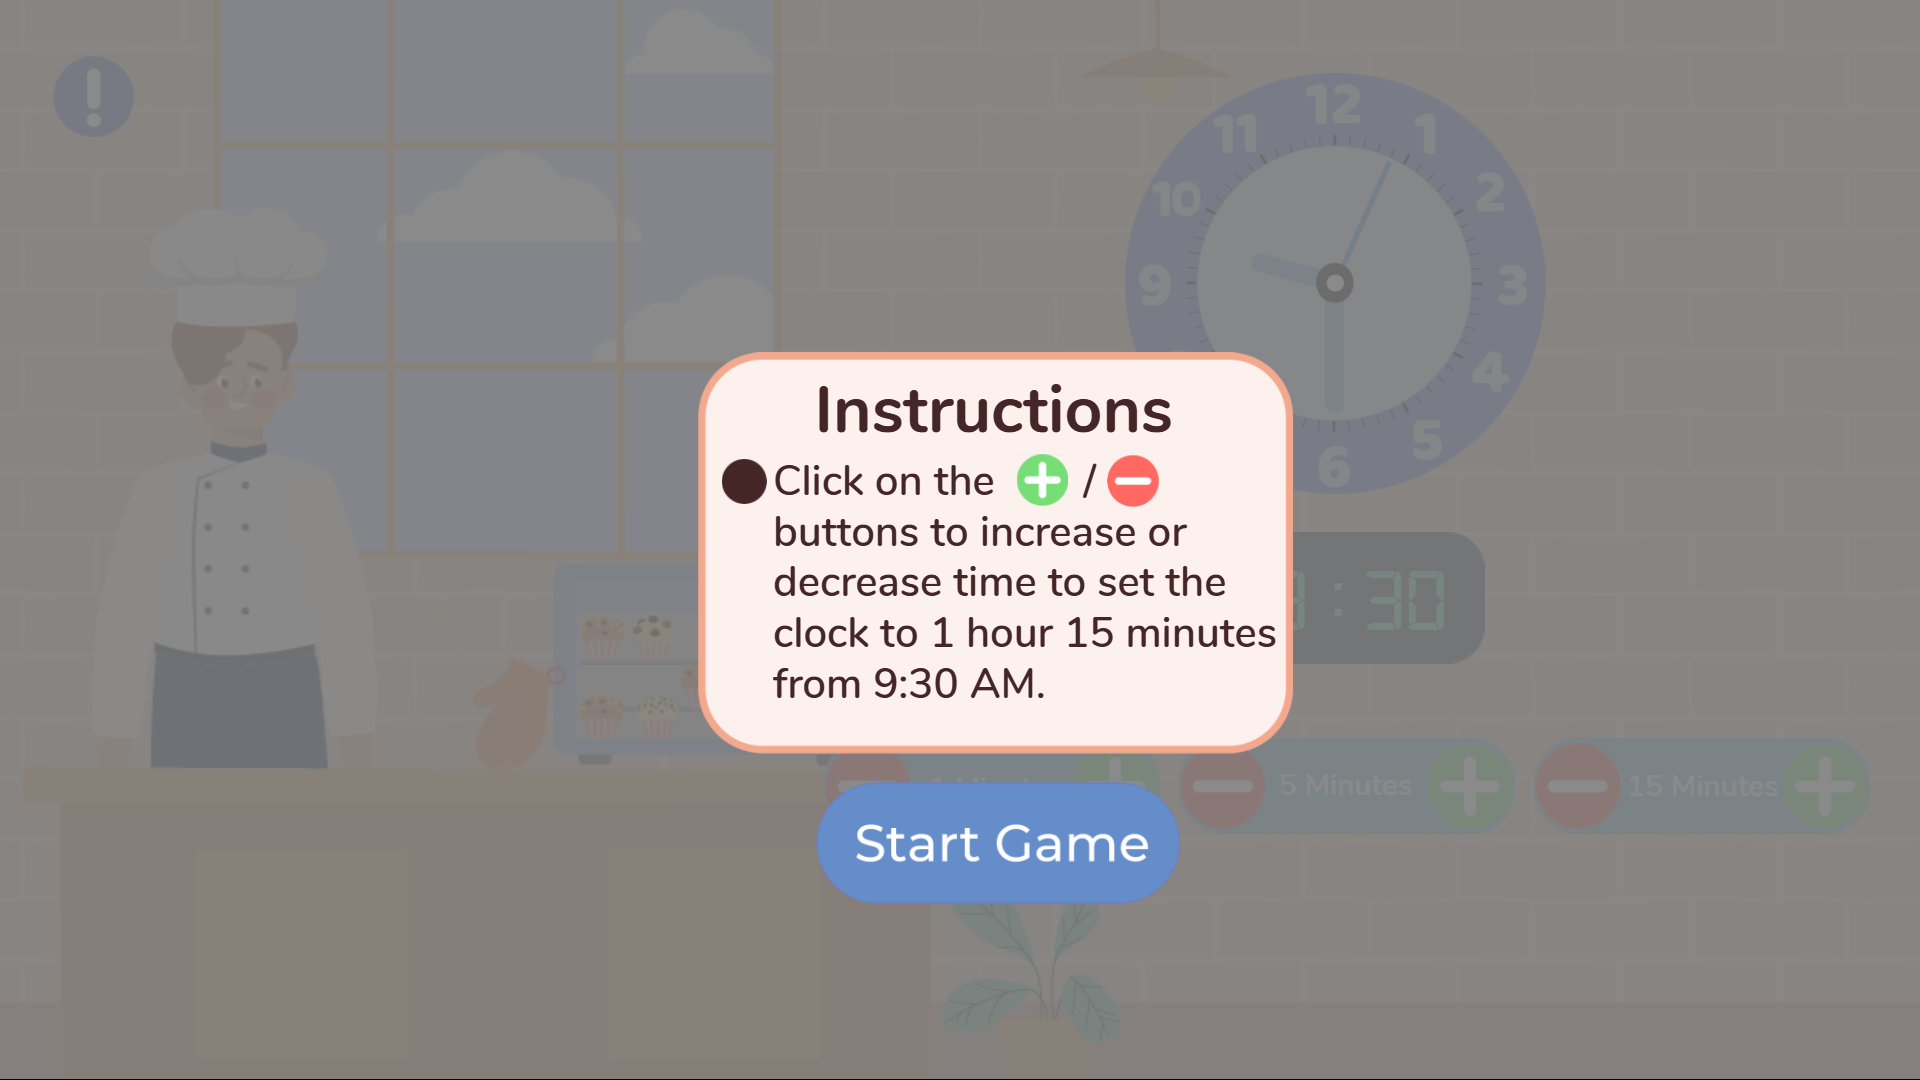 12
11
1
10
2
9
3
4
5
6
Instructions
Click on the + / −
buttons to increase or
decrease time to set the
clock to 1 hour 15 minutes
from 9:30 AM.
: 30
5 Minutes
15 Minutes
Start Game